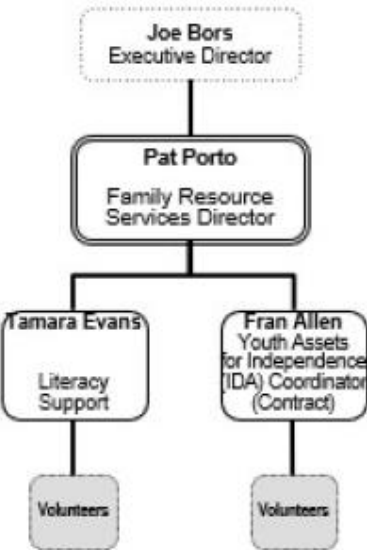 Joe Bors
Executive Director
Pat Porto
Family Resource
Services Director
Tamara Evans
Literacy
Support
Fran Allen
Youth Assets
for Independence
(IDA) Coordinator
(Contract)
Volunteers
Volunteers